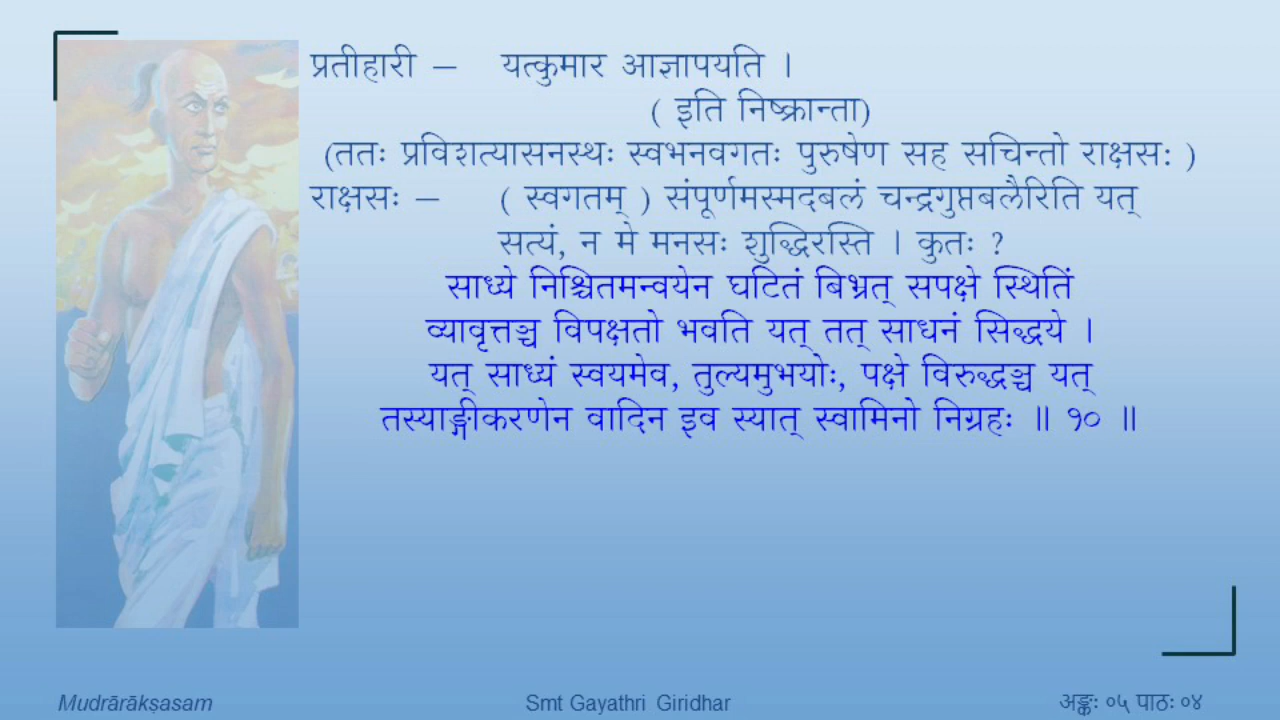 प्रतीहारी – यत्कुमार आज्ञापयति ।
( इति निष्क्रान्ता)
(ततः प्रविशत्यासनस्थः स्वभनवगतः पुरुषेण सह सचिन्तो राक्षस: )
राक्षसः – ( स्वगतम् ) संपूर्णमस्मदबलं चन्द्रगुप्तबलैरिति यत्
सत्यं, न मे मनसः शुद्धिरस्ति । कुतः ?
साध्ये निश्चितमन्वयेन घटितं बिभ्रत् सपक्षे स्थितिं
व्यावृत्तञ्च विपक्षतो भवति यत् तत् साधनं सिद्धये ।
यत् साध्यं स्वयमेव, तुल्यमुभयोः, पक्षे विरुद्धञ्च यत्
तस्याङ्गीकरणेन वादिन इव स्यात् स्वामिनो निग्रहः ॥ १० ॥
Mudrārākṣasam Smt Gayathri Giridhar अङ्कः ०५ पाठः ०४